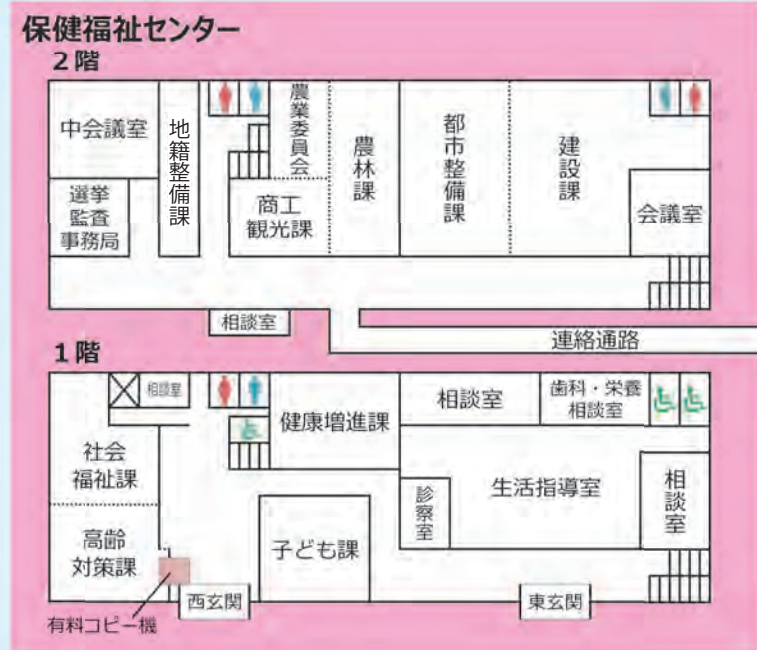 保健福祉センター
2階
中会議室
地籍整備課
農業委員会
農林課
都市整備課
建設課
選挙
監査
事務局
商工
観光課
会議室
相談室
連絡通路
1階
相談室
健康増進課
相談室
歯科・栄養
相談室
社会
福祉課
診察室
生活指導室
相談室
高齢
対策課
子ども課
西玄関
東玄関
有料コピー機